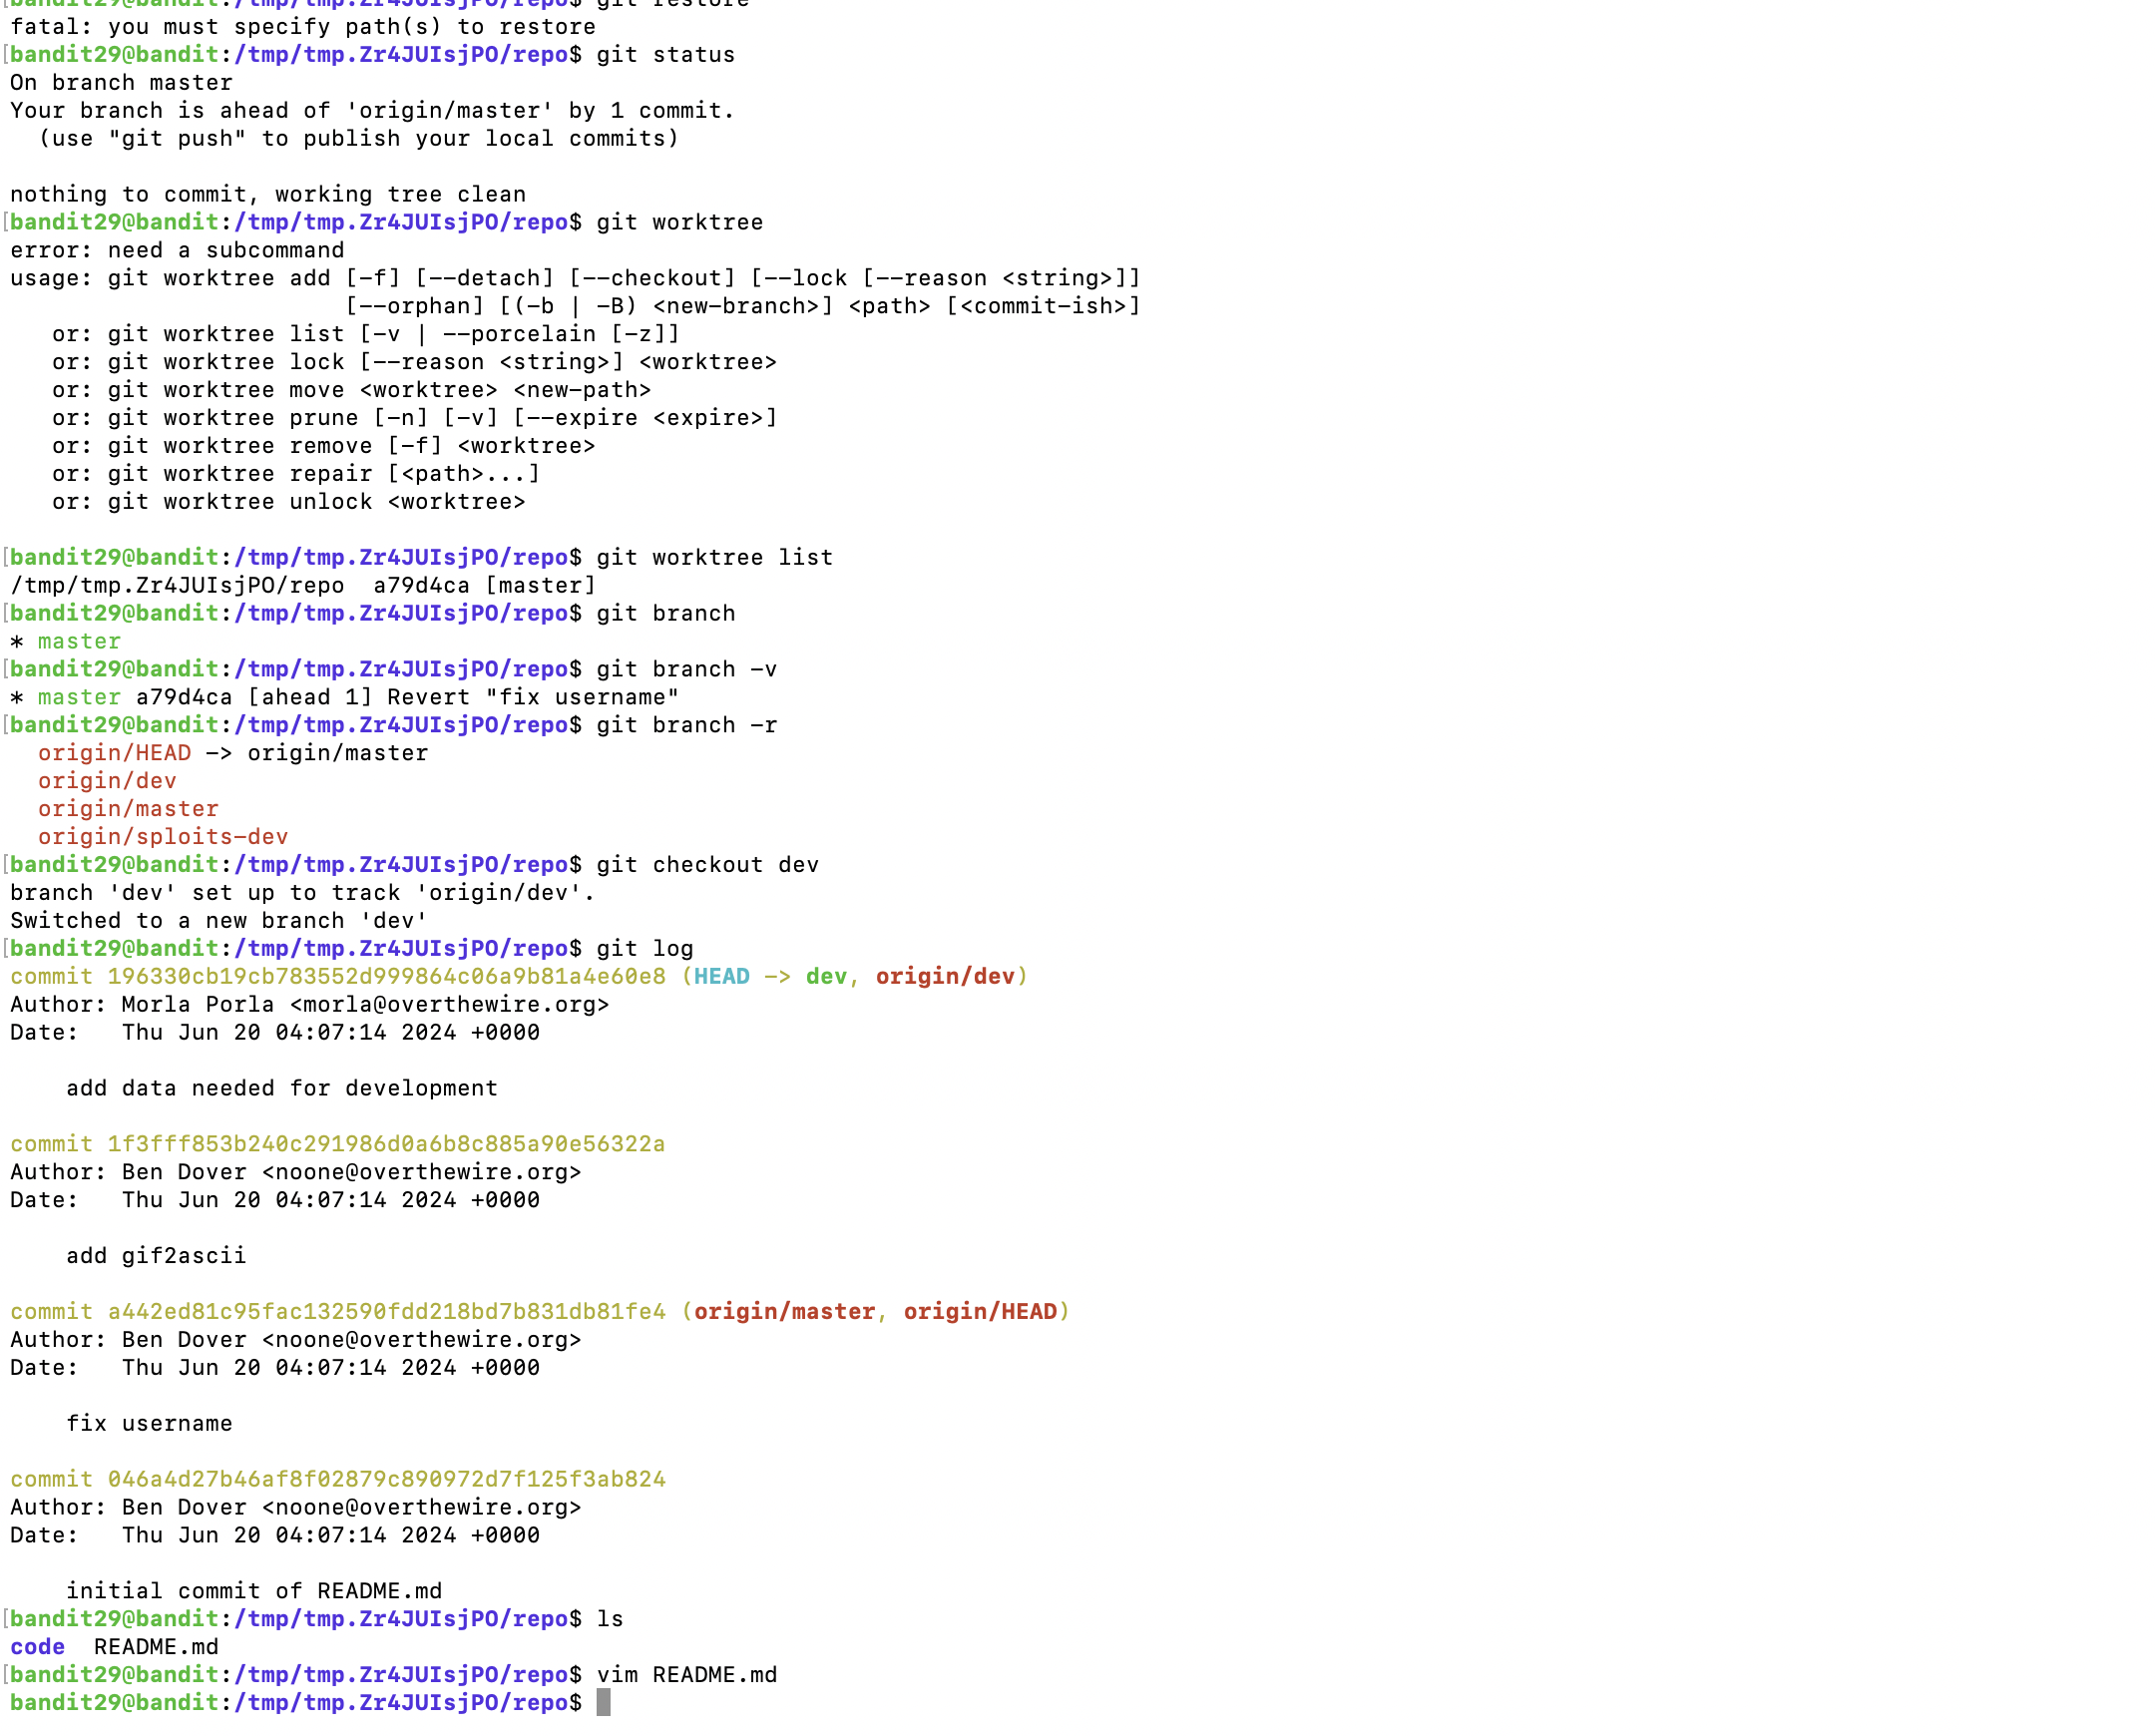 [bandit29@bandit:/tmp/tmp.Zr4JUIsjPO/repo$ git restore
fatal: you must specify path(s) to restore
[bandit29@bandit:/tmp/tmp.Zr4JUIsjPO/repo$ git status
On branch master
Your branch is ahead of 'origin/master' by 1 commit.
  (use "git push" to publish your local commits)

nothing to commit, working tree clean
[bandit29@bandit:/tmp/tmp.Zr4JUIsjPO/repo$ git worktree
error: need a subcommand
usage: git worktree add [-f] [--detach] [--checkout] [--lock [--reason <string>]]
                        [--orphan] [(-b | -B) <new-branch>] <path> [<commit-ish>]
   or: git worktree list [-v | --porcelain [-z]]
   or: git worktree lock [--reason <string>] <worktree>
   or: git worktree move <worktree> <new-path>
   or: git worktree prune [-n] [-v] [--expire <expire>]
   or: git worktree remove [-f] <worktree>
   or: git worktree repair [<path>...]
   or: git worktree unlock <worktree>

[bandit29@bandit:/tmp/tmp.Zr4JUIsjPO/repo$ git worktree list
/tmp/tmp.Zr4JUIsjPO/repo  a79d4ca [master]
[bandit29@bandit:/tmp/tmp.Zr4JUIsjPO/repo$ git branch
* master
[bandit29@bandit:/tmp/tmp.Zr4JUIsjPO/repo$ git branch -v
* master a79d4ca [ahead 1] Revert "fix username"
[bandit29@bandit:/tmp/tmp.Zr4JUIsjPO/repo$ git branch -r
  origin/HEAD -> origin/master
  origin/dev
  origin/master
  origin/sploits-dev
[bandit29@bandit:/tmp/tmp.Zr4JUIsjPO/repo$ git checkout dev
branch 'dev' set up to track 'origin/dev'.
Switched to a new branch 'dev'
[bandit29@bandit:/tmp/tmp.Zr4JUIsjPO/repo$ git log
commit 196330cb19cb783552d999864c06a9b81a4e60e8 (HEAD -> dev, origin/dev)
Author: Morla Porla <morla@overthewire.org>
Date:   Thu Jun 20 04:07:14 2024 +0000

    add data needed for development

commit 1f3fff853b240c291986d0a6b8c885a90e56322a
Author: Ben Dover <noone@overthewire.org>
Date:   Thu Jun 20 04:07:14 2024 +0000

    add gif2ascii

commit a442ed81c95fac132590fdd218bd7b831db81fe4 (origin/master, origin/HEAD)
Author: Ben Dover <noone@overthewire.org>
Date:   Thu Jun 20 04:07:14 2024 +0000

    fix username

commit 046a4d27b46af8f02879c890972d7f125f3ab824
Author: Ben Dover <noone@overthewire.org>
Date:   Thu Jun 20 04:07:14 2024 +0000

    initial commit of README.md
[bandit29@bandit:/tmp/tmp.Zr4JUIsjPO/repo$ ls
code  README.md
[bandit29@bandit:/tmp/tmp.Zr4JUIsjPO/repo$ vim README.md
bandit29@bandit:/tmp/tmp.Zr4JUIsjPO/repo$